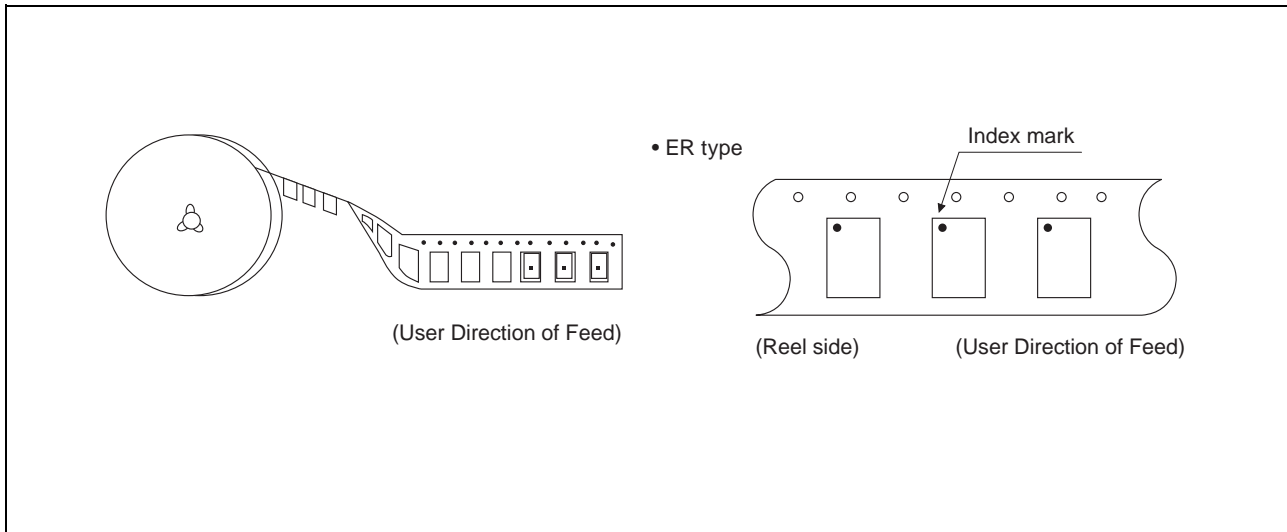 • ER type
Index mark
(User Direction of Feed)
(Reel side)
(User Direction of Feed)